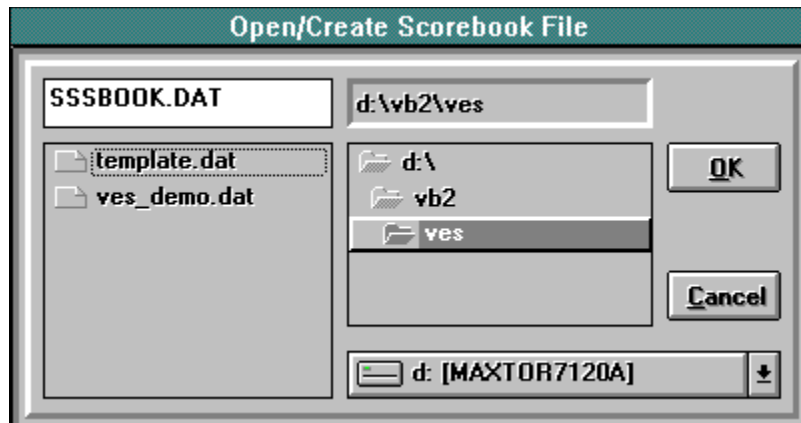 Open/Create Scorebook File
SSSBOOK.DAT
d:\vb2\ves
template.dat
ves_demo.dat
d:\
vb2
ves
OK
Cancel
d: [MAXTOR7120A]